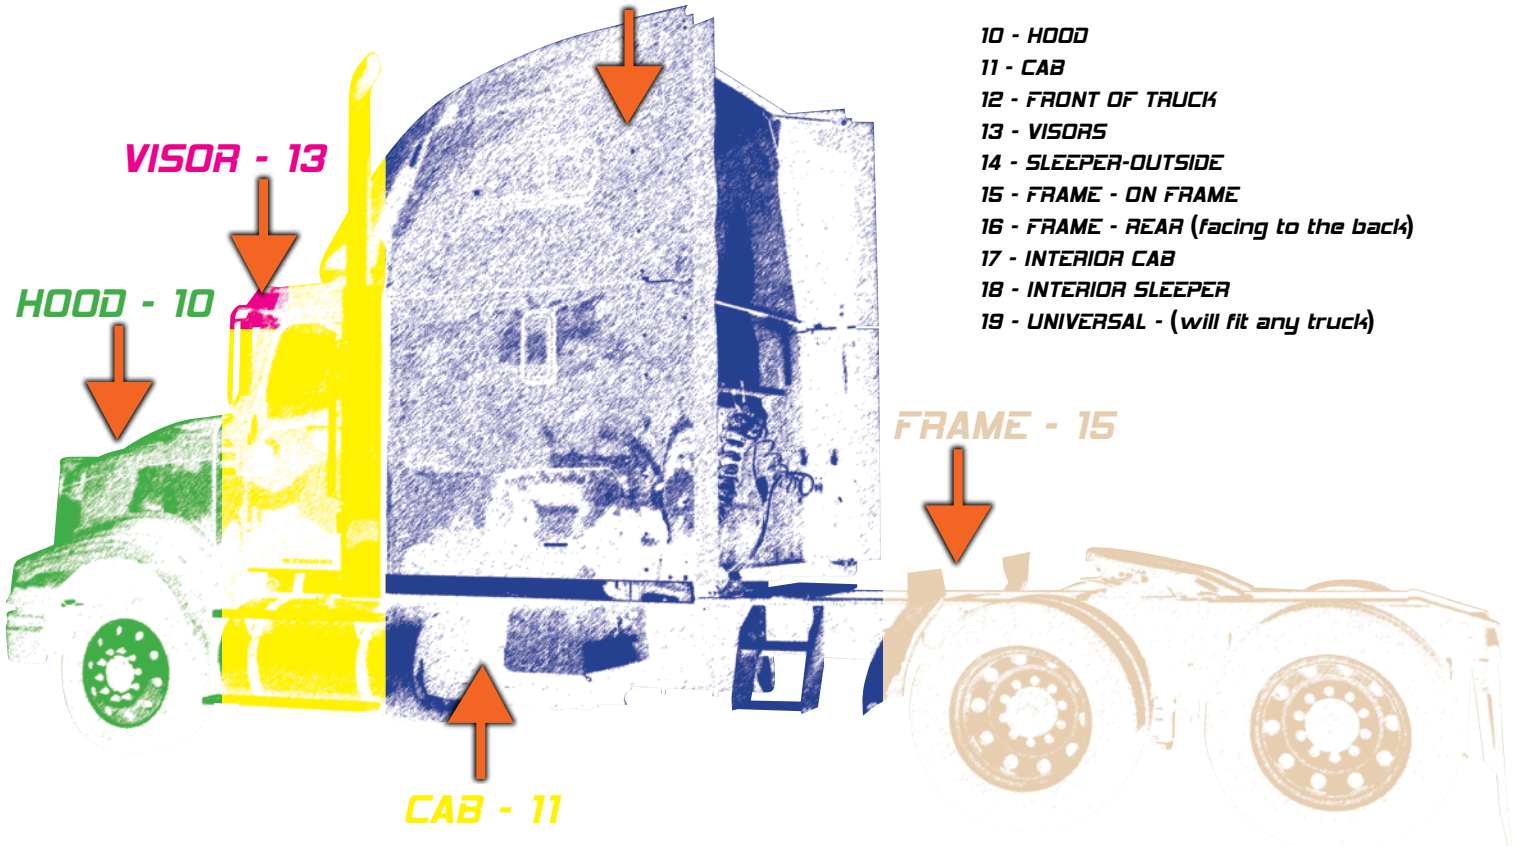 10 - HOOD
11 - CAB
12 - FRONT OF TRUCK
13 - VISORS
14 - SLEEPER-OUTSIDE
15 - FRAME - ON FRAME
16 - FRAME - REAR (facing to the back)
17 - INTERIOR CAB
18 - INTERIOR SLEEPER
19 - UNIVERSAL - (will fit any truck)
VISOR - 13
HOOD - 10
FRAME - 15
CAB - 11